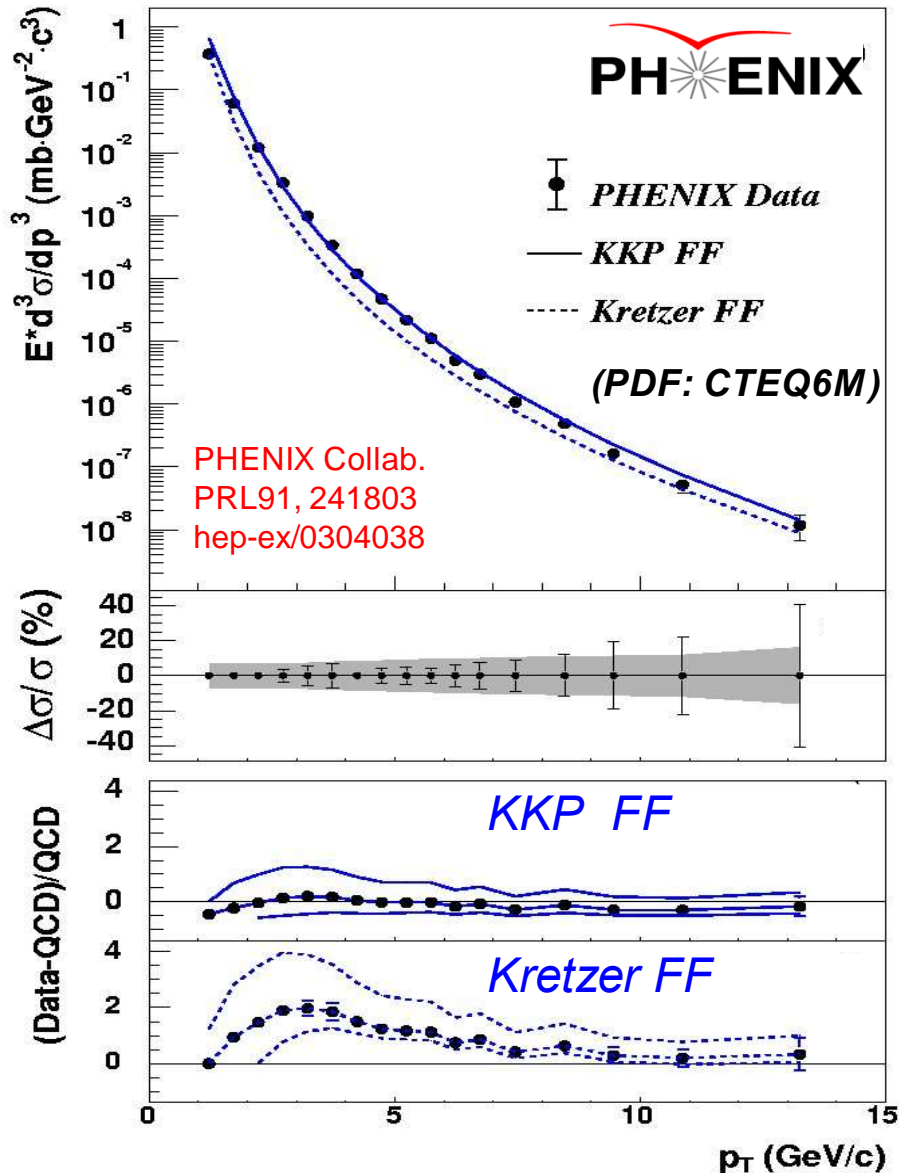 PHENIX
E*d³σ/dp³ (mb·GeV⁻²·c³)
1
10⁻¹
10⁻²
10⁻³
10⁻⁴
10⁻⁵
10⁻⁶
10⁻⁷
10⁻⁸
PHENIX Data
KKP FF
Kretzer FF
(PDF: CTEQ6M)
PHENIX Collab.
PRL91, 241803
hep-ex/0304038
Δσ/σ (%)
40
20
0
-20
-40
(Data-QCD)/QCD
4
2
0
KKP FF
4
2
0
Kretzer FF
0 5 10 15
p_T (GeV/c)